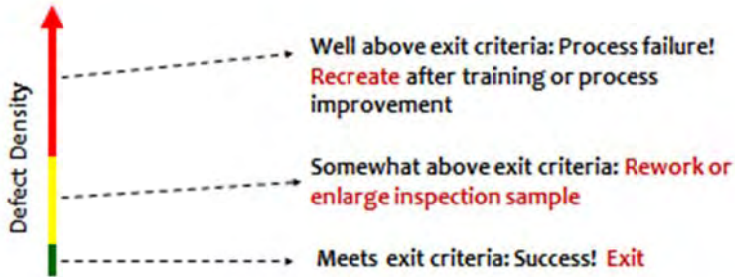 Defect Density
Well above exit criteria: Process failure!
Recreate after training or process
improvement
Somewhat above exit criteria: Rework or
enlarge inspection sample
Meets exit criteria: Success! Exit